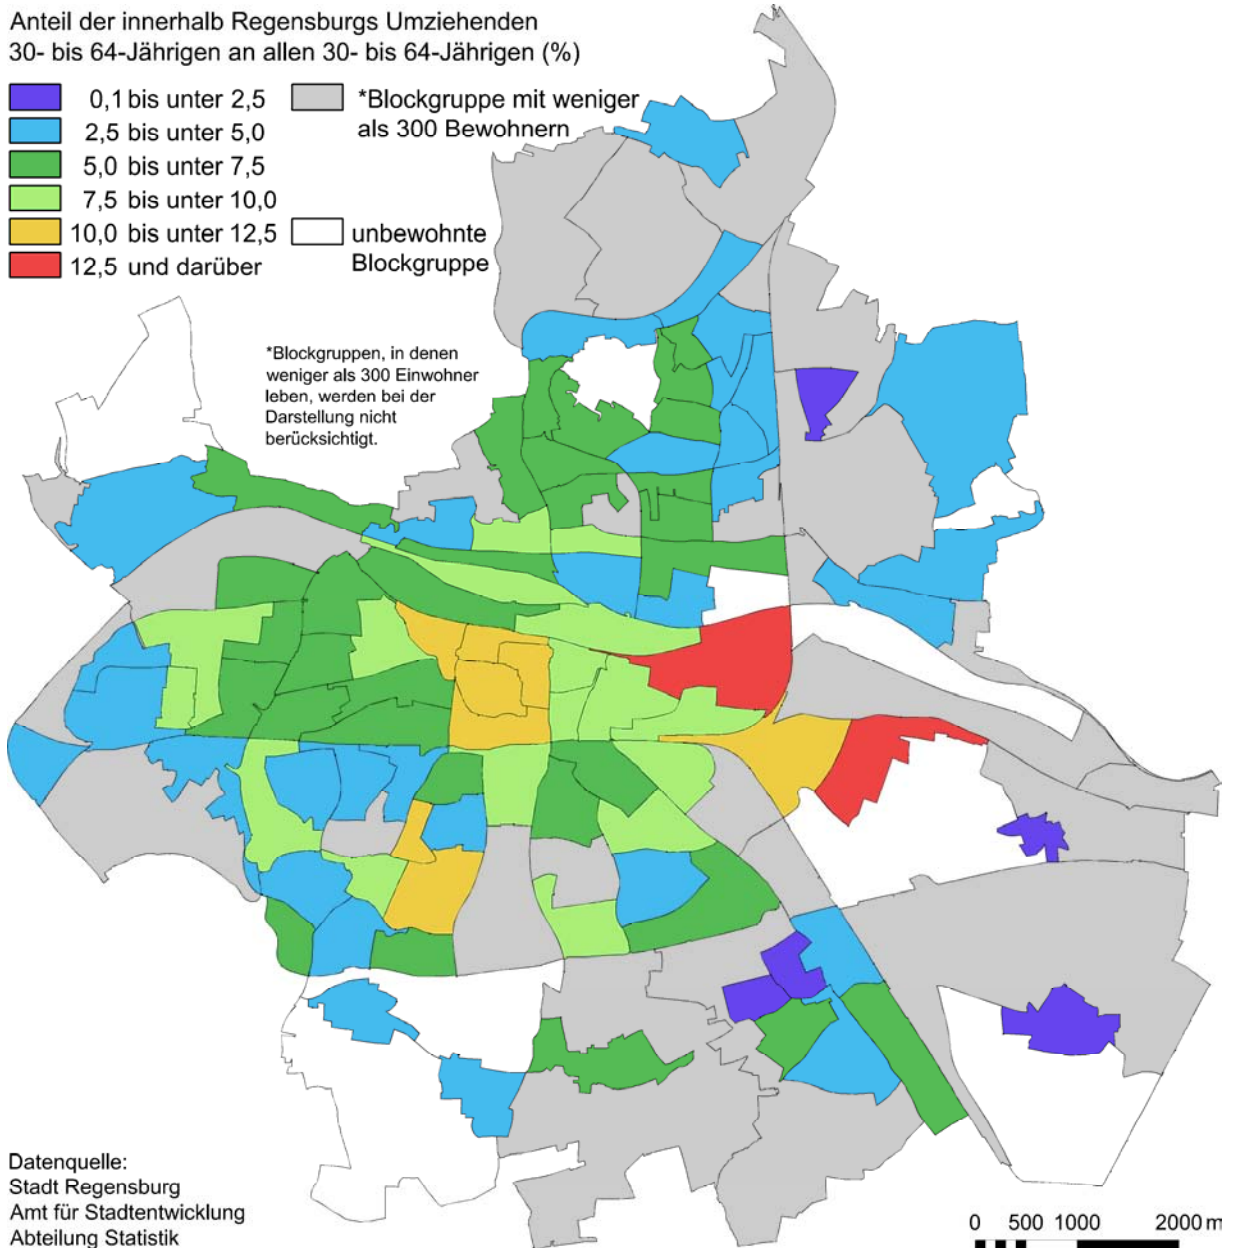 Anteil der innerhalb Regensburgs Umziehenden
30- bis 64-Jährigen an allen 30- bis 64-Jährigen (%)
0,1 bis unter 2,5
2,5 bis unter 5,0
5,0 bis unter 7,5
7,5 bis unter 10,0
10,0 bis unter 12,5
12,5 und darüber
*Blockgruppe mit weniger
als 300 Bewohnern
unbewohnte
Blockgruppe
*Blockgruppen, in denen
weniger als 300 Einwohner
leben, werden bei der
Darstellung nicht
berücksichtigt.
Datenquelle:
Stadt Regensburg
Amt für Stadtentwicklung
Abteilung Statistik
0 500 1000 2000 m